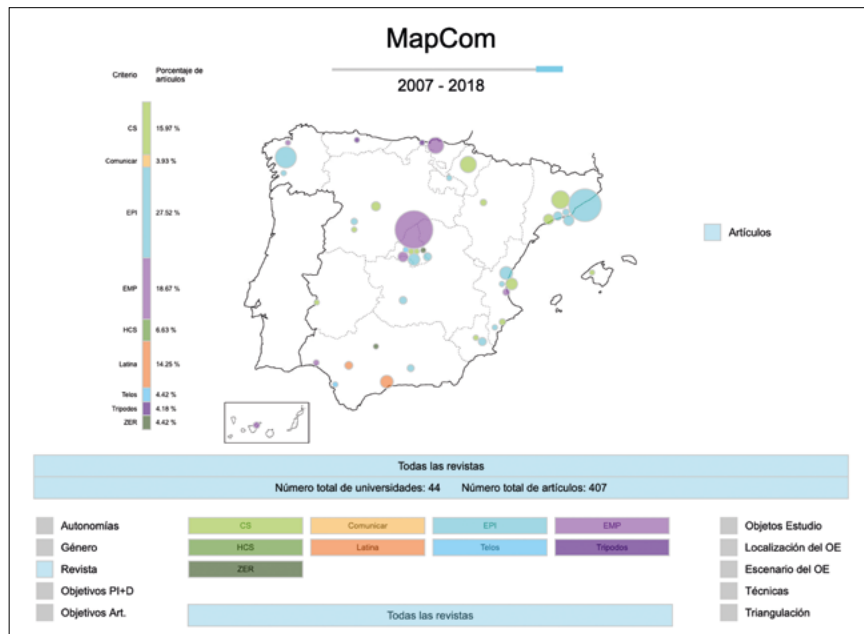 MapCom
2007 - 2018
Criterio Porcentaje de artículos
CS 15.97 %
Comunicar 3.93 %
EPI 27.52 %
EMP 18.67 %
HCS 6.63 %
Latina 14.25 %
Telos 4.42 %
Tripodos 4.18 %
ZER 4.42 %
Artículos
Todas las revistas
Número total de universidades: 44 Número total de artículos: 407
Autonomías CS Comunicar EPI EMP Objetos Estudio
Género HCS Latina Telos Tripodos Localización del OE
Revista ZER Escenario del OE
Objetivos PI+D Técnicas
Objetivos Art. Todas las revistas Triangulación